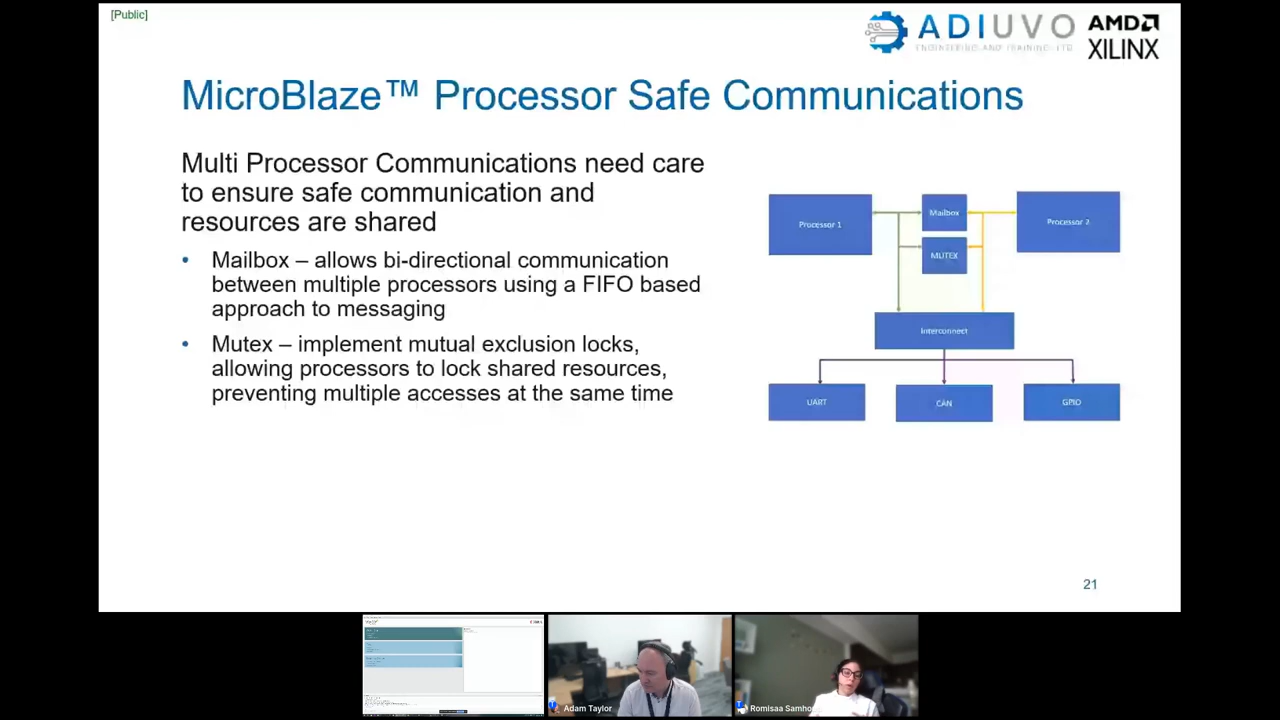 [Public]
ADIUVO
ENGINEERING AND TRAINING LTD
AMD
XILINX
MicroBlaze™ Processor Safe Communications
Multi Processor Communications need care
to ensure safe communication and
resources are shared
• Mailbox – allows bi-directional communication
between multiple processors using a FIFO based
approach to messaging
• Mutex – implement mutual exclusion locks,
allowing processors to lock shared resources,
preventing multiple accesses at the same time
Processor 1
Mailbox
Processor 2
MUTEX
Interconnect
UART
CAN
GPIO
21
Adam Taylor
Romisaa Samho